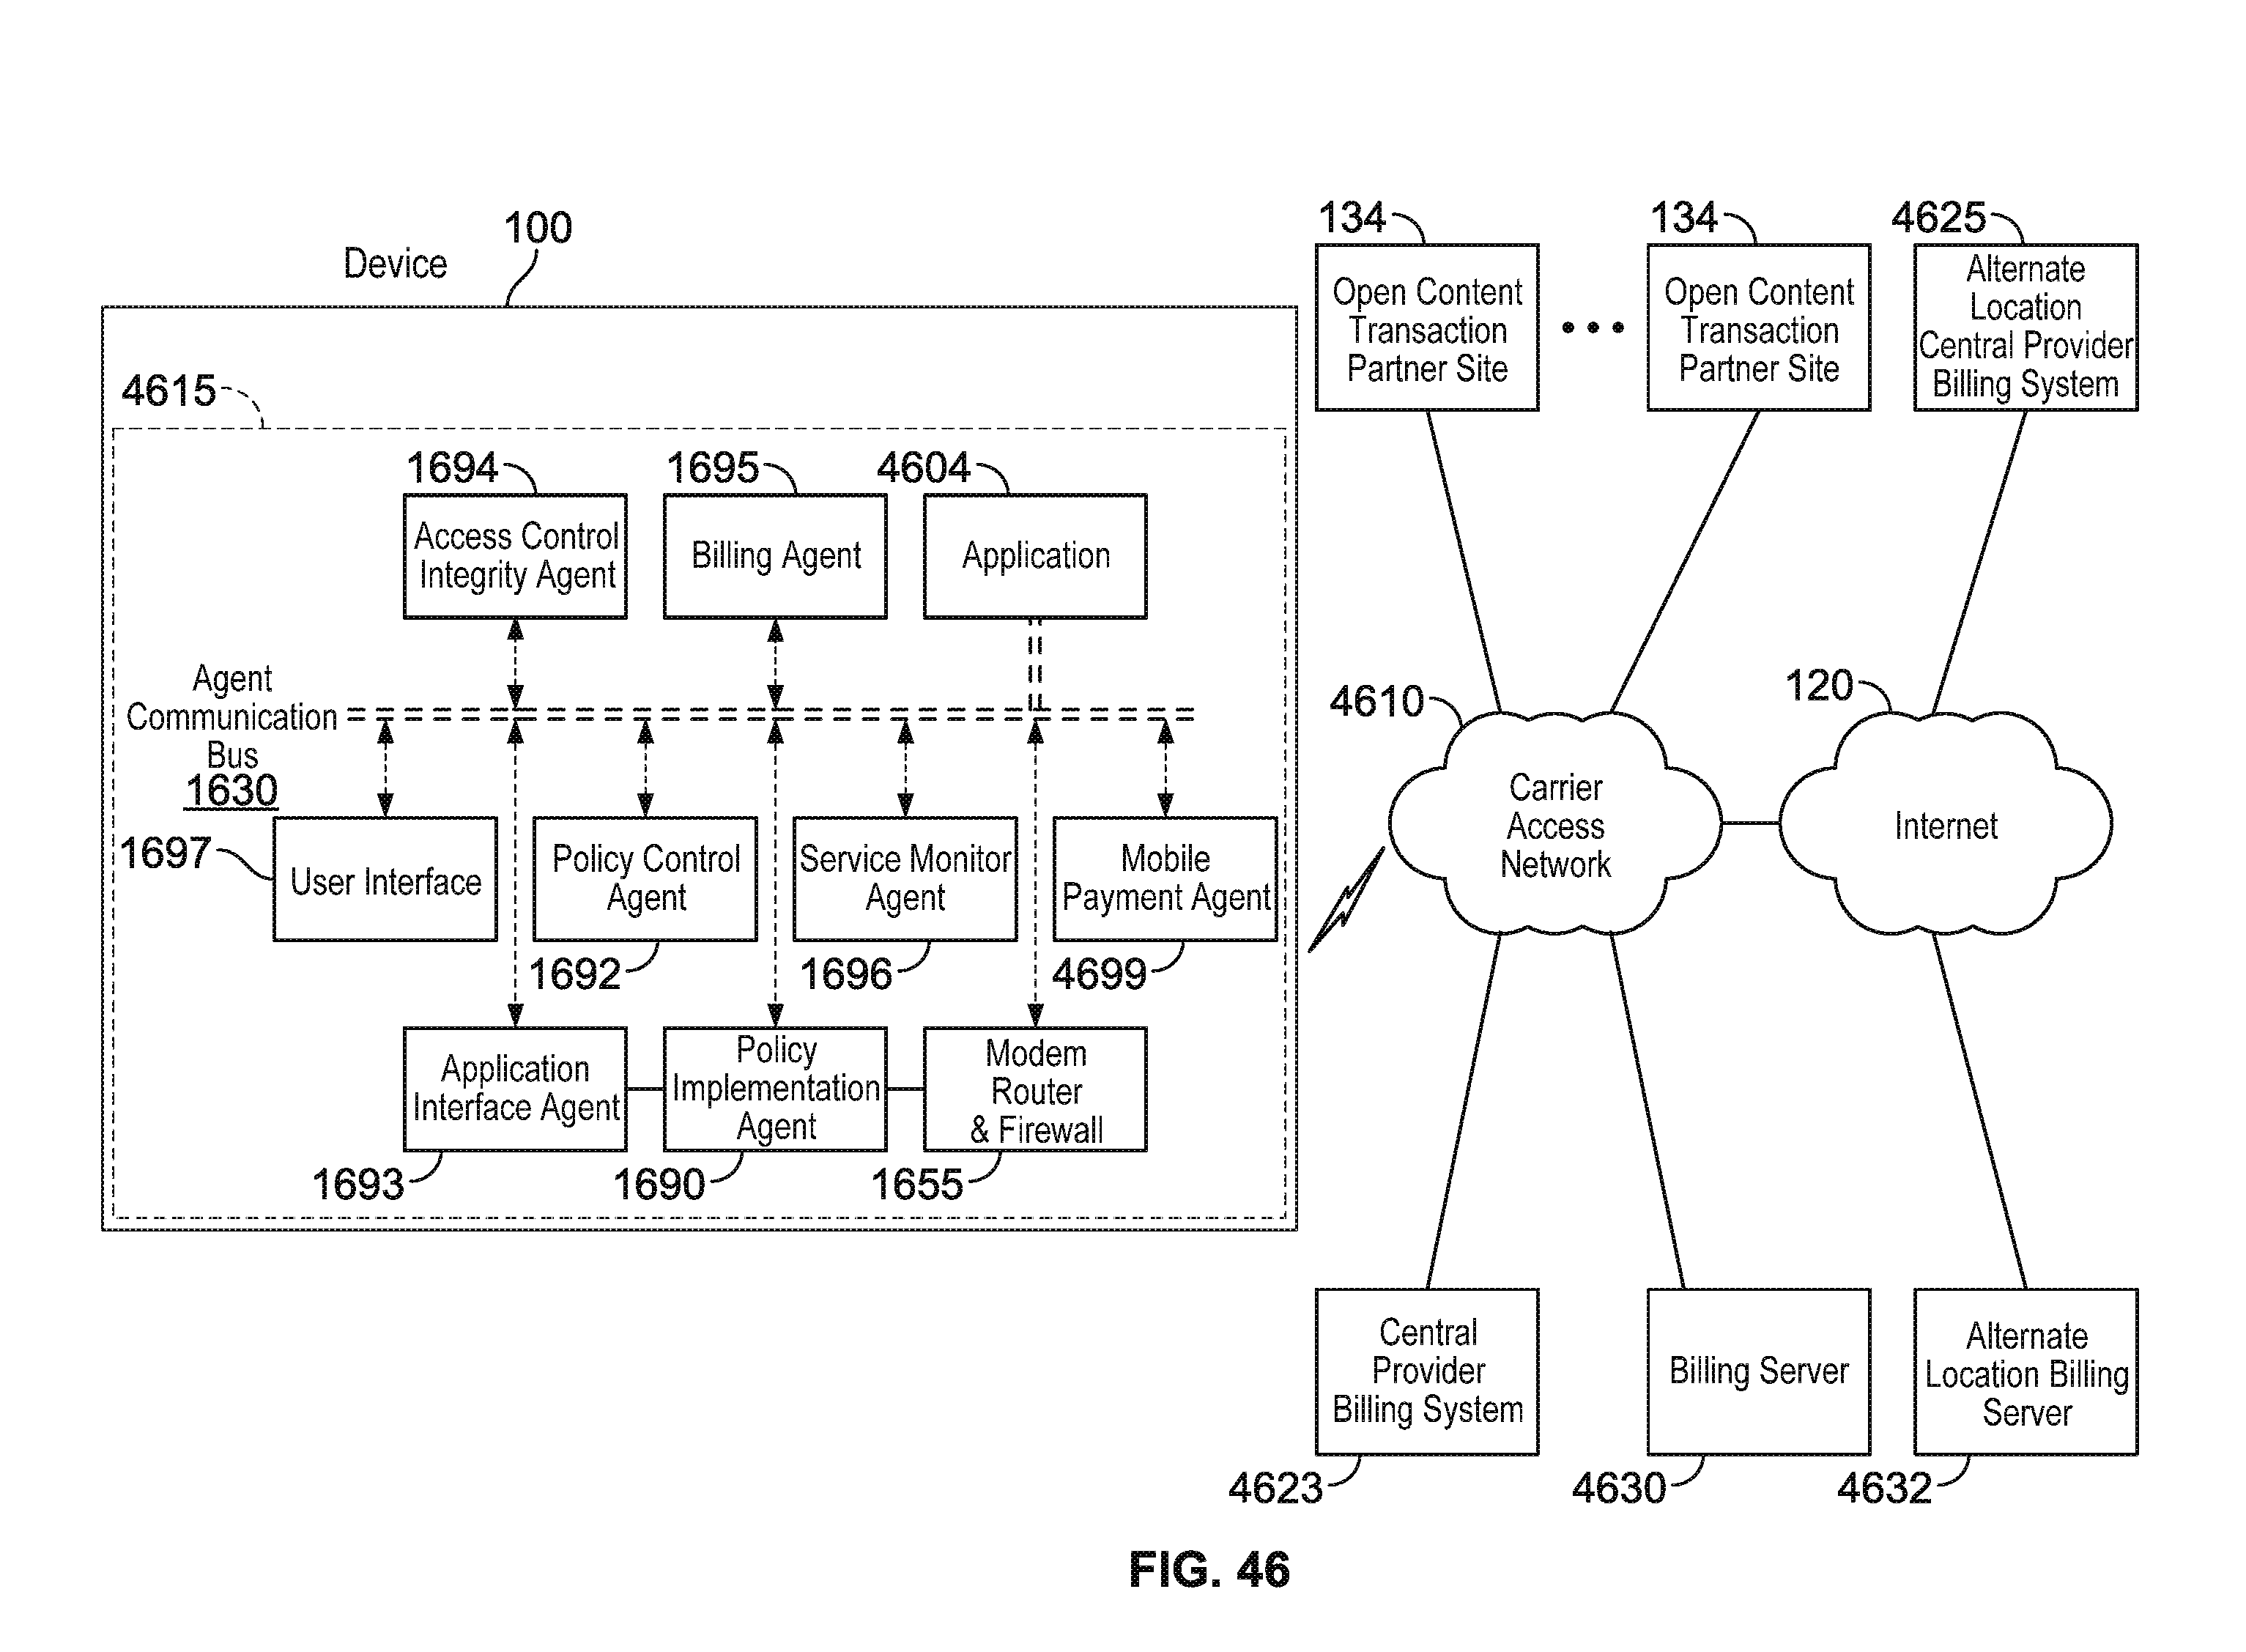 100
Device
134
134
4625
Open Content
Transaction
Partner Site
Open Content
Transaction
Partner Site
Alternate
Location
Central Provider
Billing System
4615
1694
1695
4604
Access Control
Integrity Agent
Billing Agent
Application
Agent
Communication
Bus
1630
4610
120
Carrier
Access
Network
Internet
1697
User Interface
Policy Control
Agent
Service Monitor
Agent
Mobile
Payment Agent
1692
1696
4699
Application
Interface Agent
Policy
Implementation
Agent
Modem
Router
& Firewall
1693
1690
1655
Central
Provider
Billing System
Billing Server
Alternate
Location Billing
Server
4623
4630
4632
FIG. 46